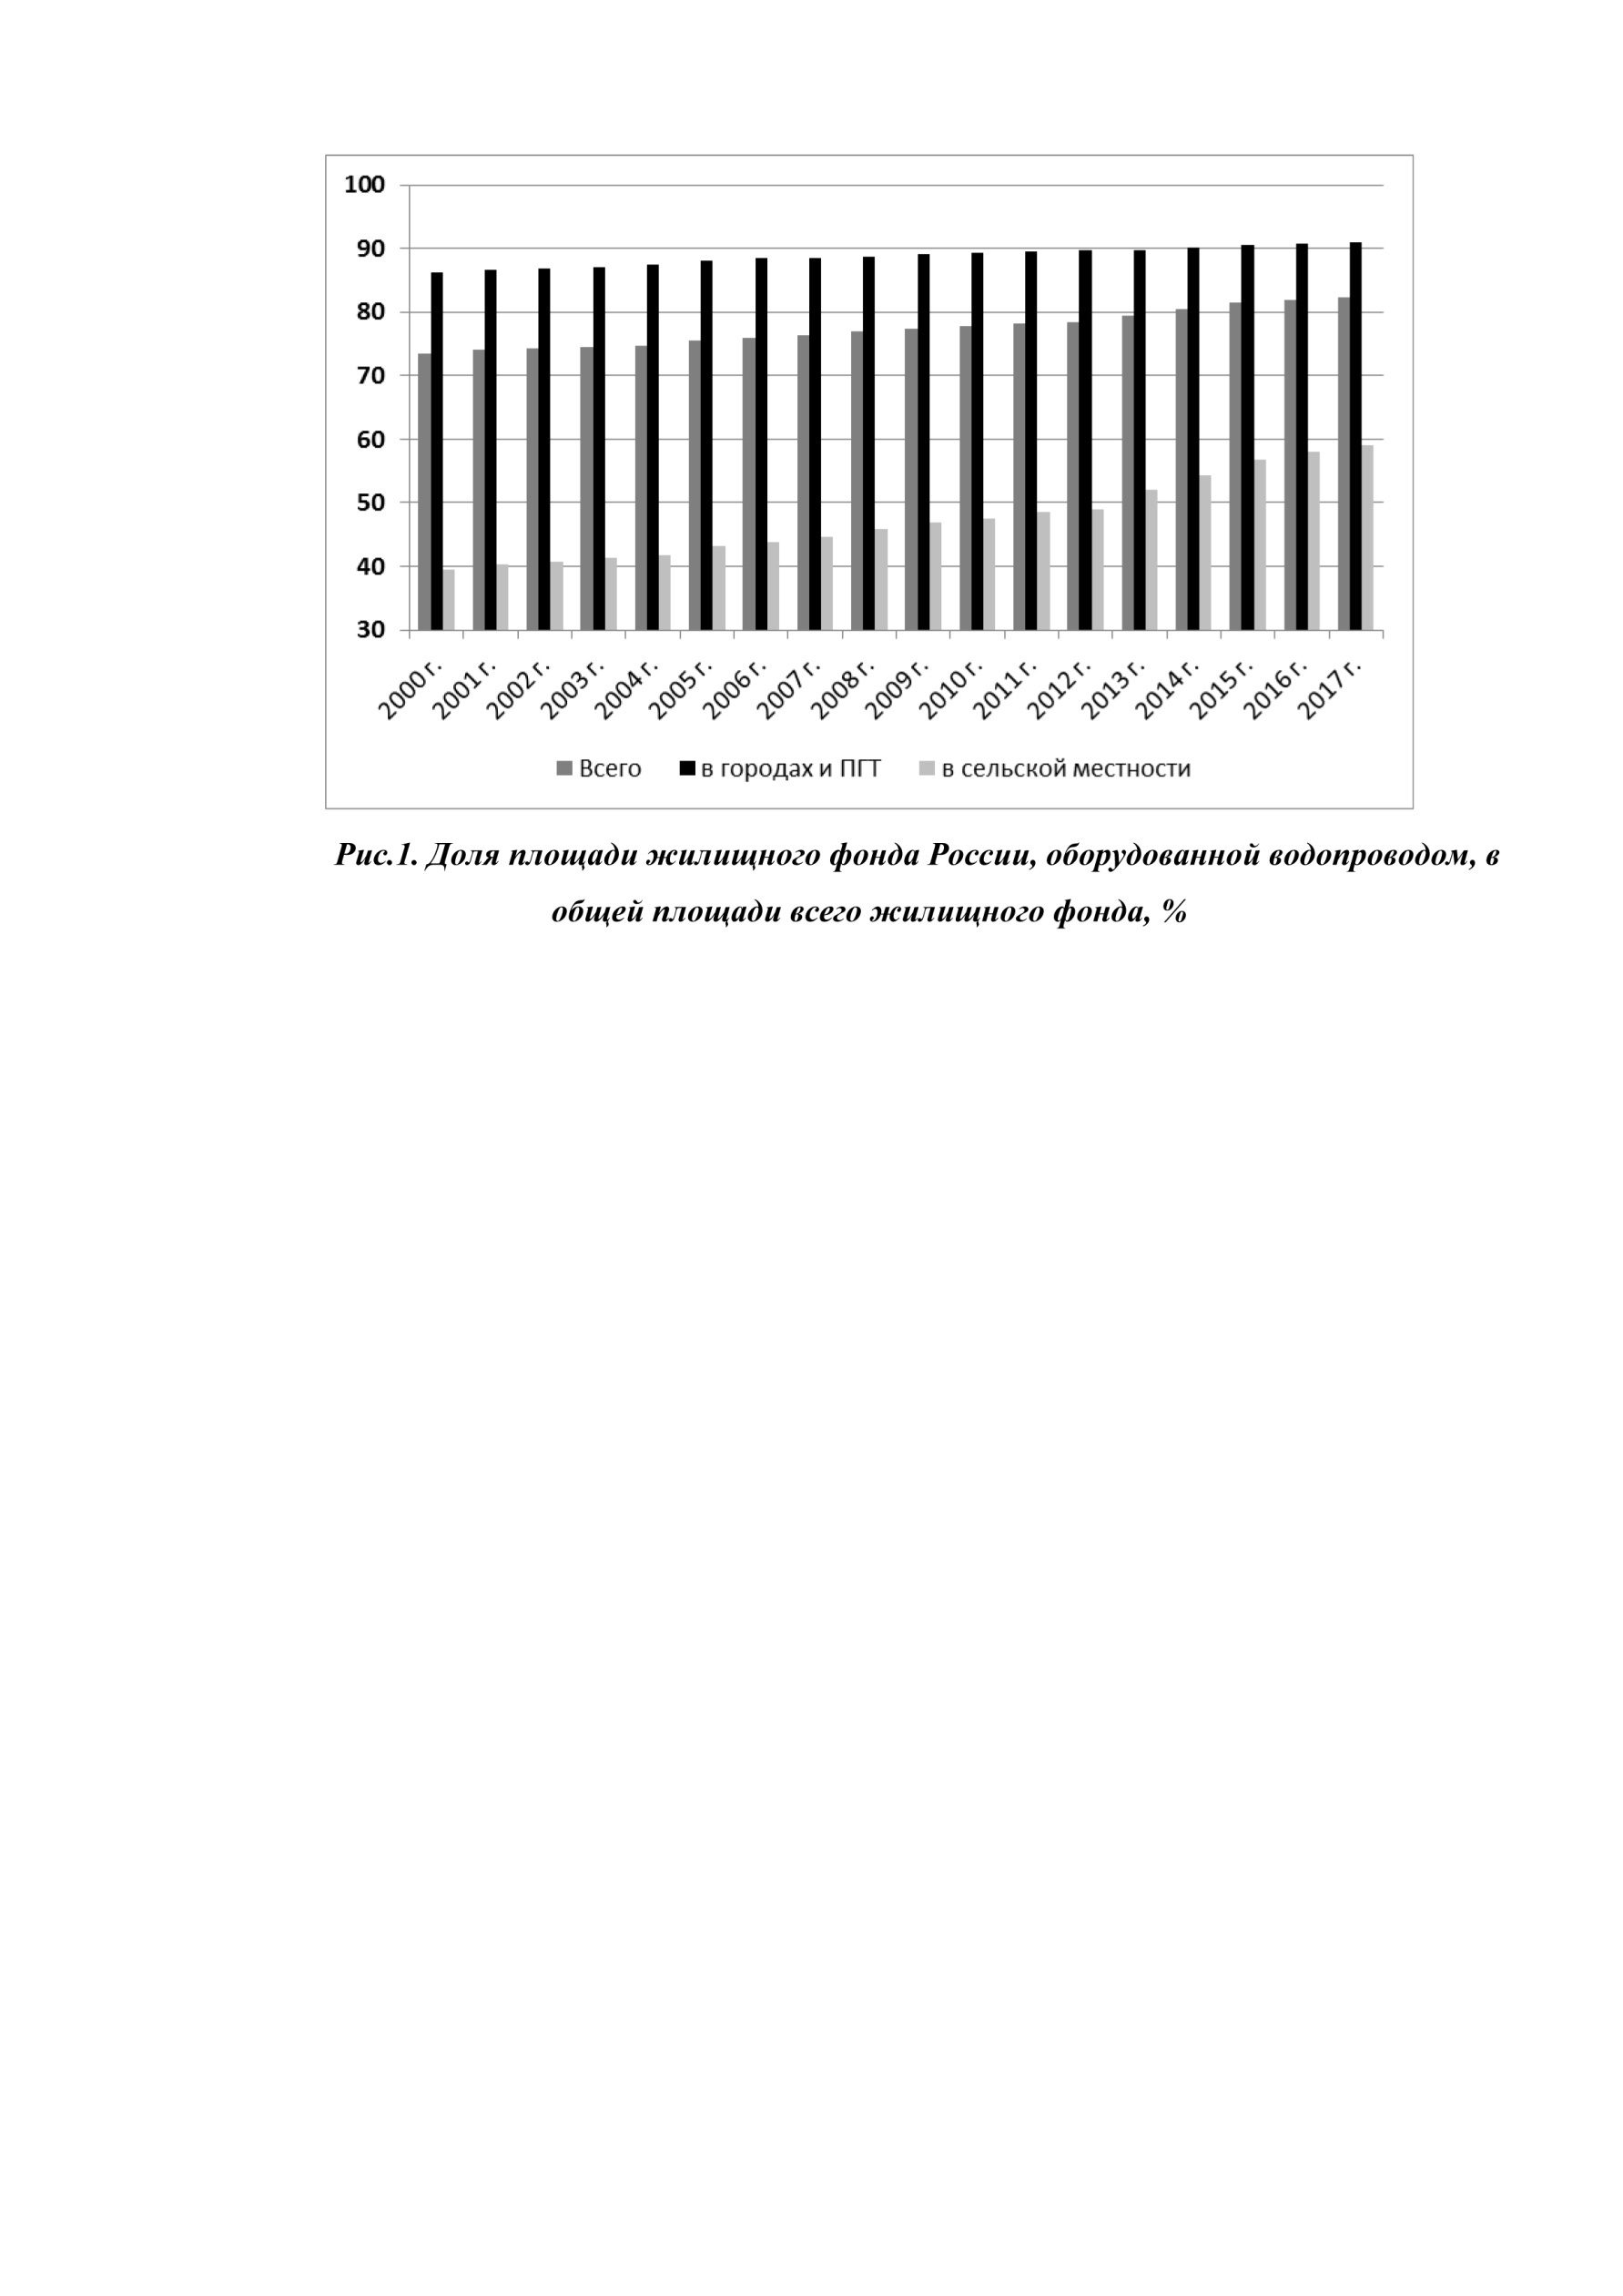 100
90
80
70
60
50
40
30
2000 г. 2001 г. 2002 г. 2003 г. 2004 г. 2005 г. 2006 г. 2007 г. 2008 г. 2009 г. 2010 г. 2011 г. 2012 г. 2013 г. 2014 г. 2015 г. 2016 г. 2017 г.
Всего в городах и ПГТ в сельской местности
Рис.1. Доля площади жилищного фонда России, оборудованной водопроводом, в
общей площади всего жилищного фонда, %